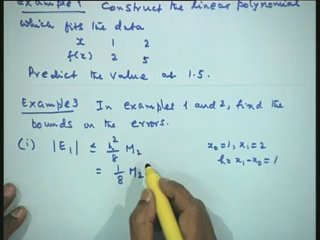 Example 1 Construct the linear polynomial
which fits the data
x 1 2
f(x) 2 5
Predict the value at 1.5.
Example 3 In examples 1 and 2, find the
bounds on the errors.
(i) |E₁| ≤ h²/8 M₂
x₀=1, x₁=2
= 1/8 M₂
h=x₁-x₀=1